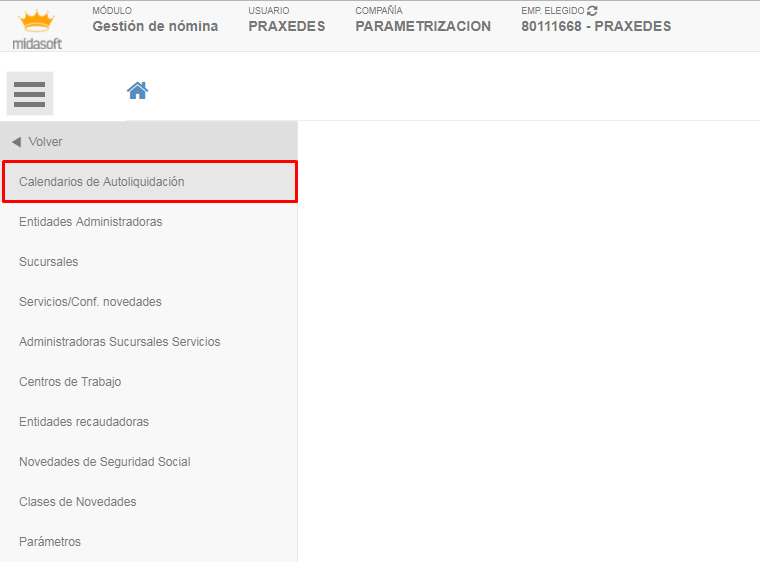 midasoft
MÓDULO
Gestión de nómina
USUARIO
PRAXEDES
COMPAÑÍA
PARAMETRIZACION
EMP. ELEGIDO
80111668 - PRAXEDES
Volver
Calendarios de Autoliquidación
Entidades Administradoras
Sucursales
Servicios/Conf. novedades
Administradoras Sucursales Servicios
Centros de Trabajo
Entidades recaudadoras
Novedades de Seguridad Social
Clases de Novedades
Parámetros